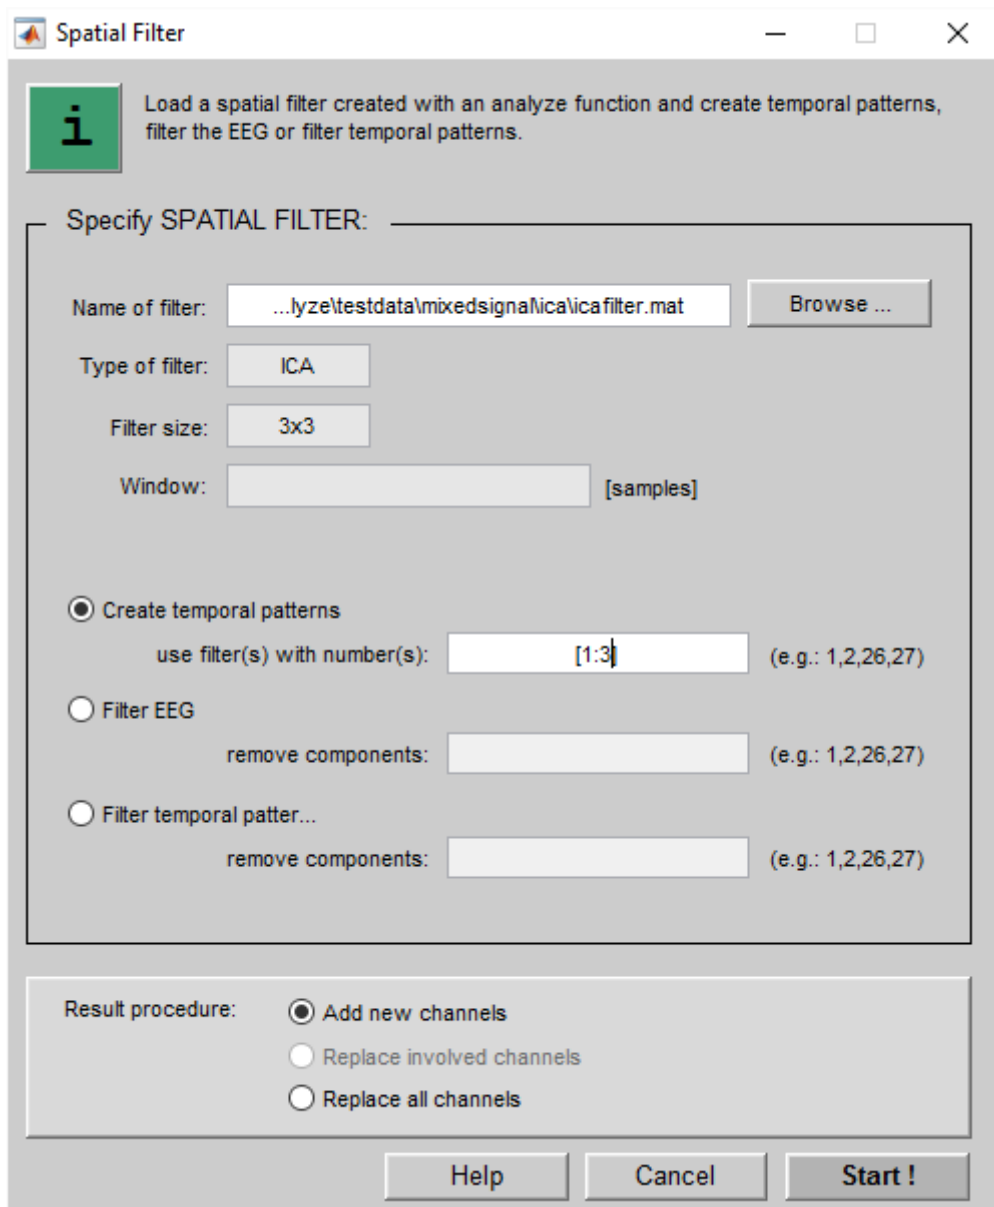 Spatial Filter
i
Load a spatial filter created with an analyze function and create temporal patterns,
filter the EEG or filter temporal patterns.
Specify SPATIAL FILTER:
Name of filter: ...lyze\testdata\mixedsignal\ica\icafilter.mat Browse ...
Type of filter: ICA
Filter size: 3x3
Window: [samples]
Create temporal patterns
use filter(s) with number(s): [1:3] (e.g.: 1,2,26,27)
Filter EEG
remove components: (e.g.: 1,2,26,27)
Filter temporal patter...
remove components: (e.g.: 1,2,26,27)
Result procedure: Add new channels
Replace involved channels
Replace all channels
Help Cancel Start !